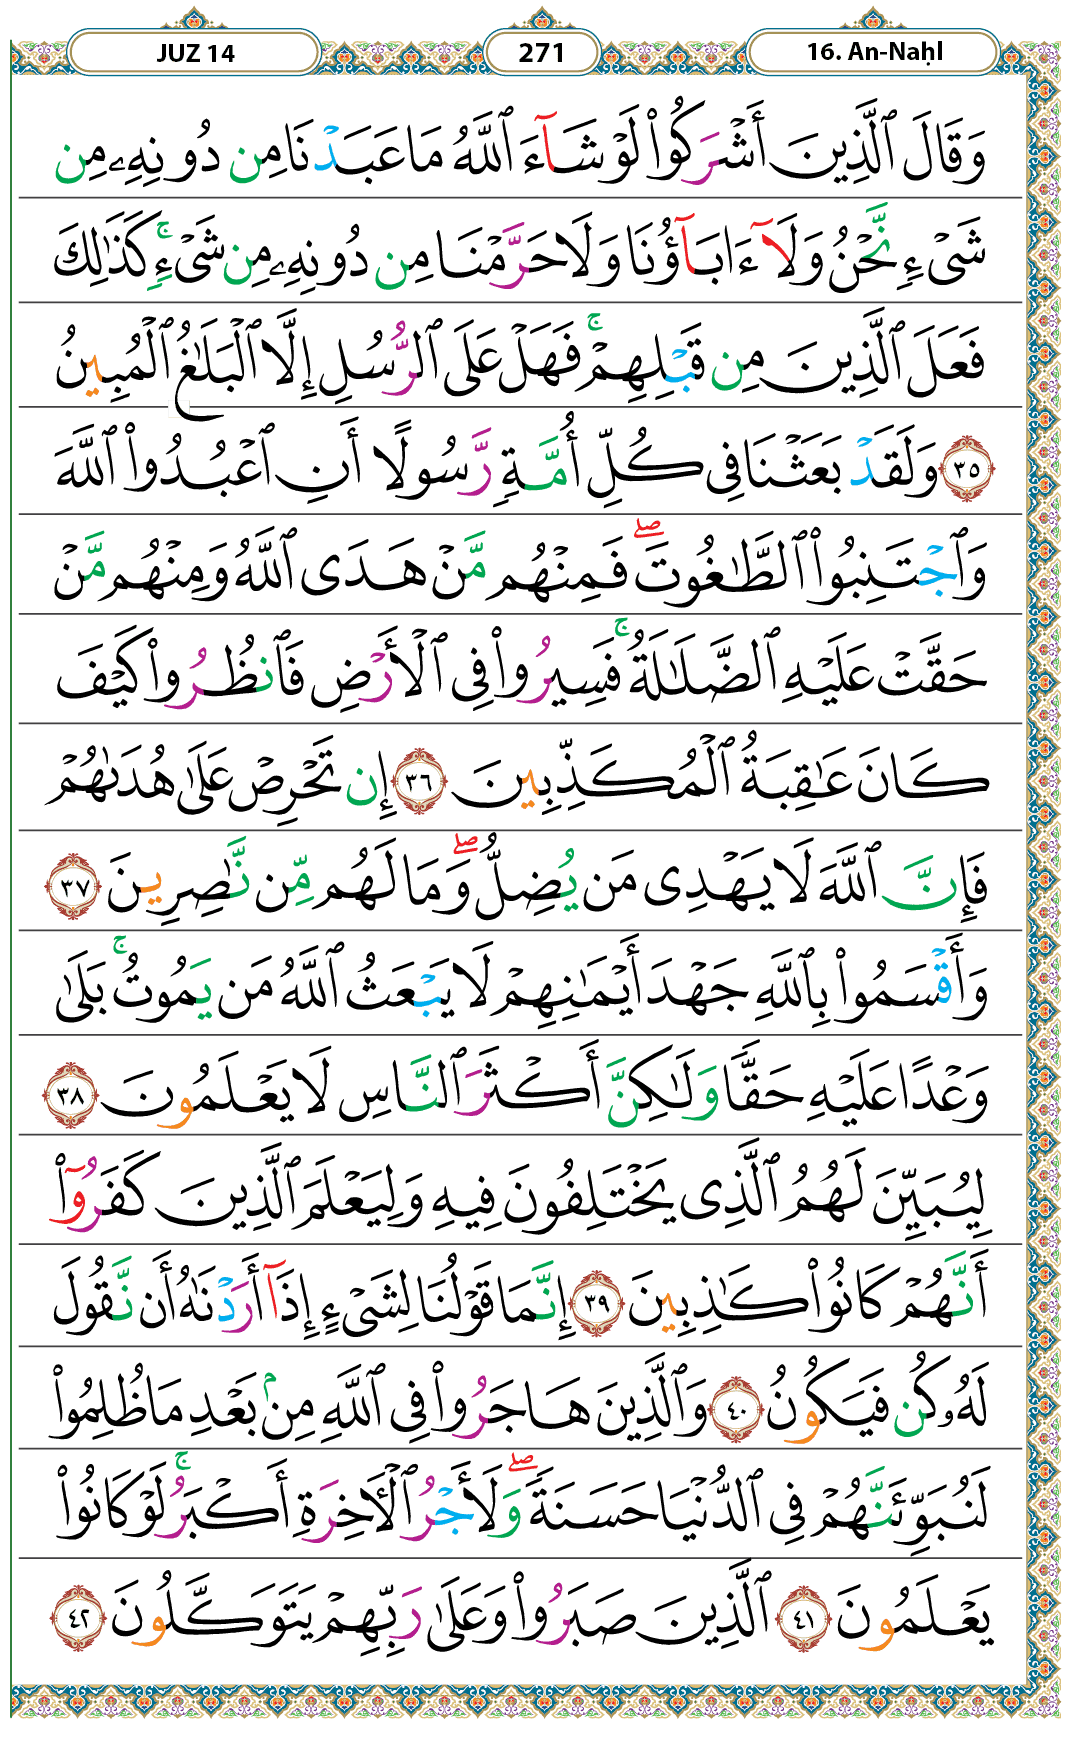 JUZ 14
271
16. An-Naḥl
وَقَالَ ٱلَّذِينَ أَشْرَكُوا۟ لَوْ شَآءَ ٱللَّهُ مَا عَبَدْنَا مِن دُونِهِۦ مِن
شَىْءٍ نَّحْنُ وَلَآ ءَابَآؤُنَا وَلَا حَرَّمْنَا مِن دُونِهِۦ مِن شَىْءٍ ۚ كَذَٰلِكَ
فَعَلَ ٱلَّذِينَ مِن قَبْلِهِمْ ۚ فَهَلْ عَلَى ٱلرُّسُلِ إِلَّا ٱلْبَلَٰغُ ٱلْمُبِينُ
٣٥ وَلَقَدْ بَعَثْنَا فِى كُلِّ أُمَّةٍ رَّسُولًا أَنِ ٱعْبُدُوا۟ ٱللَّهَ
وَٱجْتَنِبُوا۟ ٱلطَّٰغُوتَ ۖ فَمِنْهُم مَّنْ هَدَى ٱللَّهُ وَمِنْهُم مَّنْ
حَقَّتْ عَلَيْهِ ٱلضَّلَٰلَةُ ۚ فَسِيرُوا۟ فِى ٱلْأَرْضِ فَٱنظُرُوا۟ كَيْفَ
كَانَ عَٰقِبَةُ ٱلْمُكَذِّبِينَ ٣٦ إِن تَحْرِصْ عَلَىٰ هُدَىٰهُمْ
فَإِنَّ ٱللَّهَ لَا يَهْدِى مَن يُضِلُّ ۖ وَمَا لَهُم مِّن نَّٰصِرِينَ ٣٧
وَأَقْسَمُوا۟ بِٱللَّهِ جَهْدَ أَيْمَٰنِهِمْ لَا يَبْعَثُ ٱللَّهُ مَن يَمُوتُ ۚ بَلَىٰ
وَعْدًا عَلَيْهِ حَقًّا وَلَٰكِنَّ أَكْثَرَ ٱلنَّاسِ لَا يَعْلَمُونَ ٣٨
لِيُبَيِّنَ لَهُمُ ٱلَّذِى يَخْتَلِفُونَ فِيهِ وَلِيَعْلَمَ ٱلَّذِينَ كَفَرُوٓا۟
أَنَّهُمْ كَانُوا۟ كَٰذِبِينَ ٣٩ إِنَّمَا قَوْلُنَا لِشَىْءٍ إِذَآ أَرَدْنَٰهُ أَن نَّقُولَ
لَهُۥ كُن فَيَكُونُ ٤٠ وَٱلَّذِينَ هَاجَرُوا۟ فِى ٱللَّهِ مِنۢ بَعْدِ مَا ظُلِمُوا۟
لَنُبَوِّئَنَّهُمْ فِى ٱلدُّنْيَا حَسَنَةً ۖ وَلَأَجْرُ ٱلْـَٔاخِرَةِ أَكْبَرُ ۚ لَوْ كَانُوا۟
يَعْلَمُونَ ٤١ ٱلَّذِينَ صَبَرُوا۟ وَعَلَىٰ رَبِّهِمْ يَتَوَكَّلُونَ ٤٢